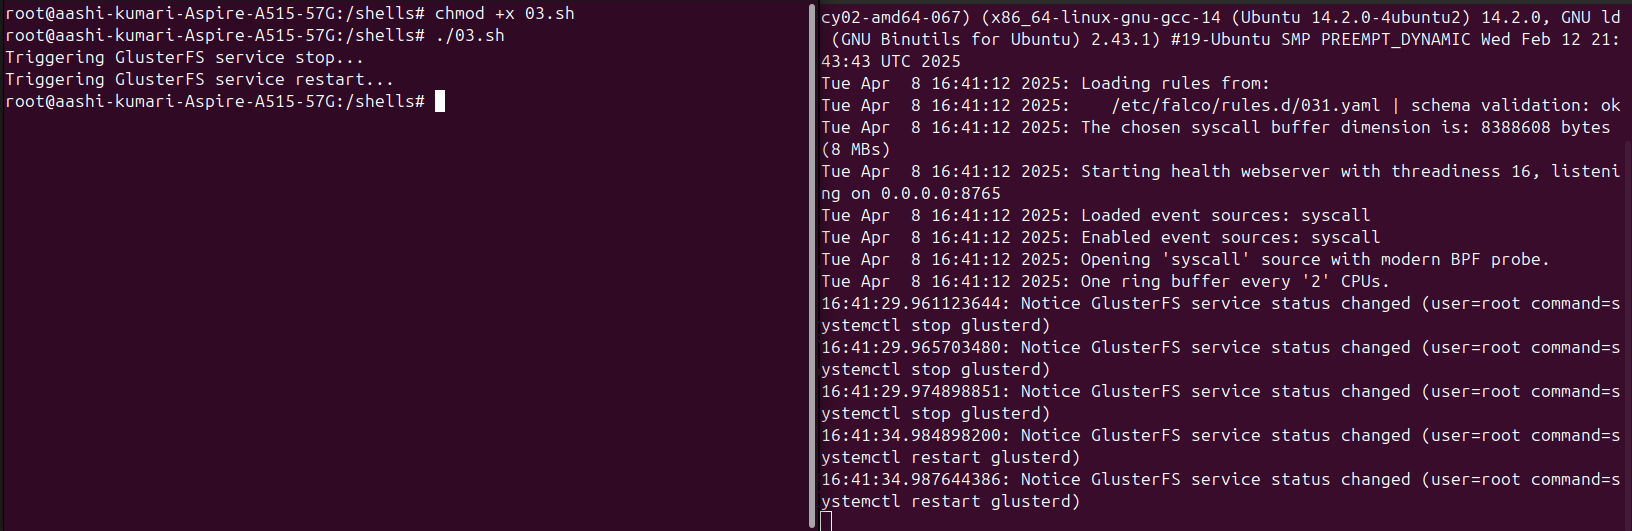 root@aashi-kumari-Aspire-A515-57G:/shells# chmod +x 03.sh
root@aashi-kumari-Aspire-A515-57G:/shells# ./03.sh
Triggering GlusterFS service stop...
Triggering GlusterFS service restart...
root@aashi-kumari-Aspire-A515-57G:/shells#
cy02-amd64-067) (x86_64-linux-gnu-gcc-14 (Ubuntu 14.2.0-4ubuntu2) 14.2.0, GNU ld
 (GNU Binutils for Ubuntu) 2.43.1) #19-Ubuntu SMP PREEMPT_DYNAMIC Wed Feb 12 21:
43:43 UTC 2025
Tue Apr  8 16:41:12 2025: Loading rules from:
Tue Apr  8 16:41:12 2025:    /etc/falco/rules.d/031.yaml | schema validation: ok
Tue Apr  8 16:41:12 2025: The chosen syscall buffer dimension is: 8388608 bytes
(8 MBs)
Tue Apr  8 16:41:12 2025: Starting health webserver with threadiness 16, listeni
ng on 0.0.0.0:8765
Tue Apr  8 16:41:12 2025: Loaded event sources: syscall
Tue Apr  8 16:41:12 2025: Enabled event sources: syscall
Tue Apr  8 16:41:12 2025: Opening 'syscall' source with modern BPF probe.
Tue Apr  8 16:41:12 2025: One ring buffer every '2' CPUs.
16:41:29.961123644: Notice GlusterFS service status changed (user=root command=s
ystemctl stop glusterd)
16:41:29.965703480: Notice GlusterFS service status changed (user=root command=s
ystemctl stop glusterd)
16:41:29.974898851: Notice GlusterFS service status changed (user=root command=s
ystemctl stop glusterd)
16:41:34.984898200: Notice GlusterFS service status changed (user=root command=s
ystemctl restart glusterd)
16:41:34.987644386: Notice GlusterFS service status changed (user=root command=s
ystemctl restart glusterd)